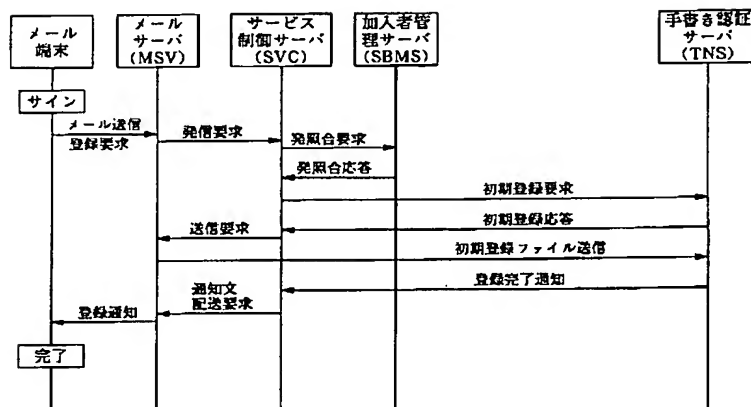 メール
端末
メール
サーバ
(MSV)
サービス
制御サーバ
(SVC)
加入者管
理サーバ
(SBMS)
手書き認証
サーバ
(TNS)
サイン
メール送信
登録要求
発信要求
発照合要求
発照合応答
初期登録要求
初期登録応答
送信要求
初期登録ファイル送信
登録完了通知
通知文
配送要求
登録通知
完了